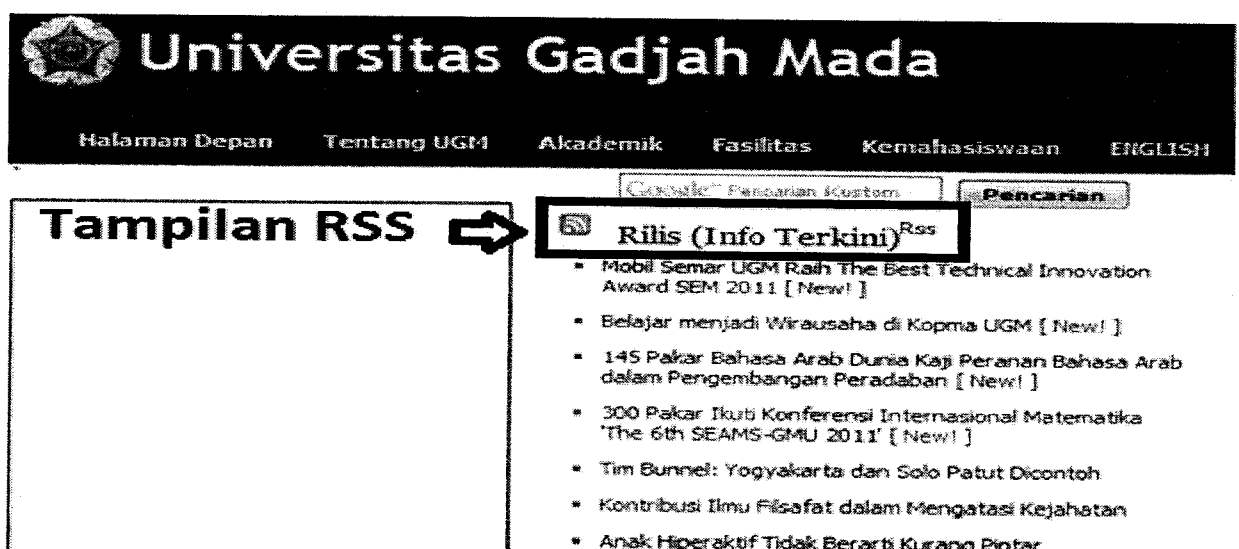 Universitas Gadjah Mada
Halaman Depan Tentang UGM Akademik Fasilitas Kemahasiswaan ENGLISH
Google™ Pencarian Kustom Pencarian
Tampilan RSS
Rilis (Info Terkini)Rss
Mobil Semar UGM Raih The Best Technical Innovation
Award SEM 2011 [ New! ]
Belajar menjadi Wirausaha di Kopma UGM [ New! ]
145 Pakar Bahasa Arab Dunia Kaji Peranan Bahasa Arab
dalam Pengembangan Peradaban [ New! ]
300 Pakar Ikuti Konferensi Internasional Matematika
'The 6th SEAMS-GMU 2011' [ New! ]
Tim Bunnel: Yogyakarta dan Solo Patut Dicontoh
Kontribusi Ilmu Filsafat dalam Mengatasi Kejahatan
Anak Hiperaktif Tidak Berarti Kurang Pintar